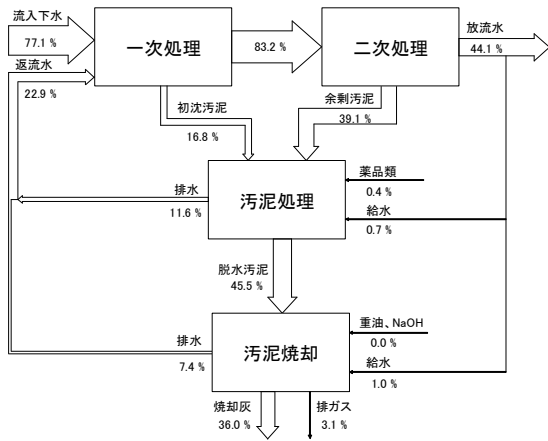 流入下水
77.1 %
一次処理
83.2 %
二次処理
放流水
44.1 %
返流水
22.9 %
初沈汚泥
16.8 %
余剰汚泥
39.1 %
汚泥処理
薬品類
0.4 %
給水
0.7 %
排水
11.6 %
脱水汚泥
45.5 %
汚泥焼却
重油、NaOH
0.0 %
給水
1.0 %
排水
7.4 %
焼却灰
36.0 %
排ガス
3.1 %